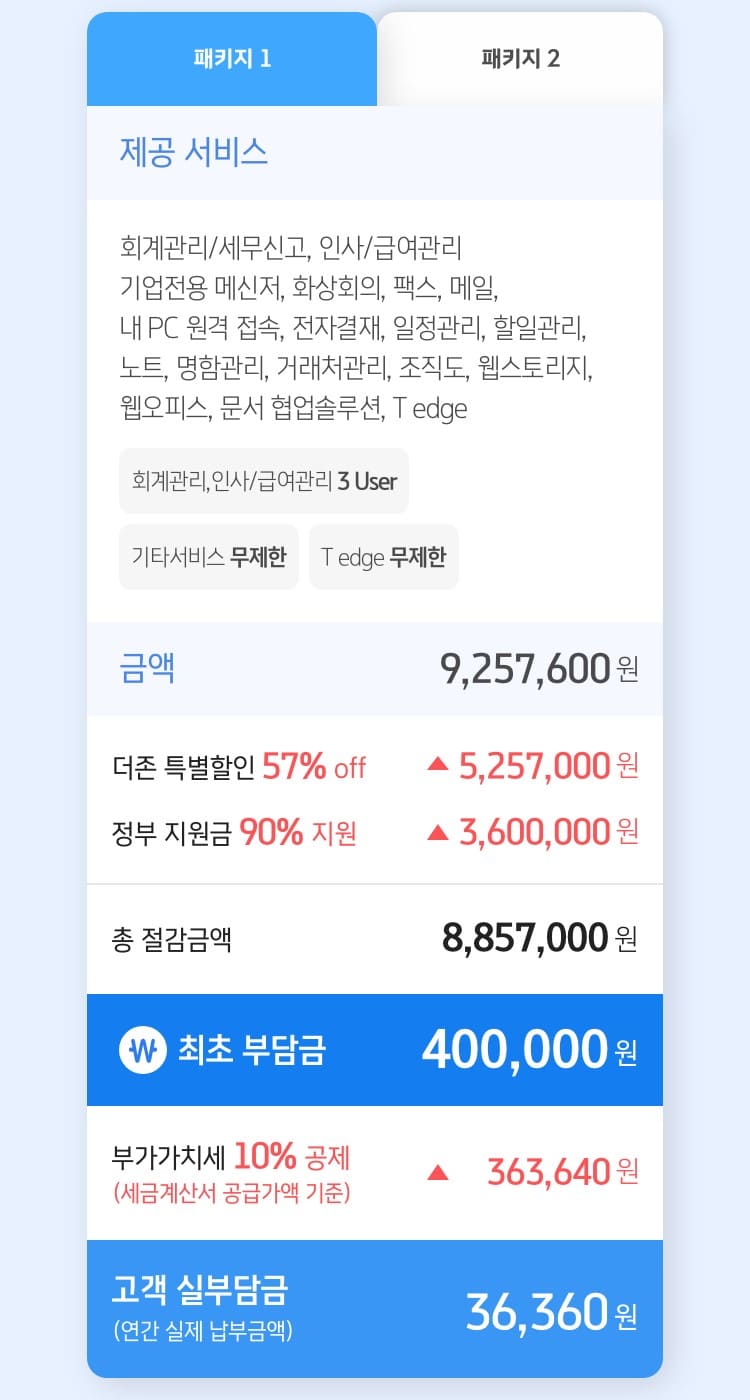 패키지 1
패키지 2
제공 서비스
회계관리/세무신고, 인사/급여관리
기업전용 메신저, 화상회의, 팩스, 메일,
내 PC 원격 접속, 전자결재, 일정관리, 할일관리,
노트, 명함관리, 거래처관리, 조직도, 웹스토리지,
웹오피스, 문서 협업솔루션, T edge
회계관리,인사/급여관리 3 User
기타서비스 무제한
T edge 무제한
금액 9,257,600 원
더존 특별할인 57% off ▲ 5,257,000 원
정부 지원금 90% 지원 ▲ 3,600,000 원
총 절감금액 8,857,000 원
₩ 최초 부담금 400,000 원
부가가치세 10% 공제 ▲ 363,640 원
(세금계산서 공급가액 기준)
고객 실부담금 36,360 원
(연간 실제 납부금액)